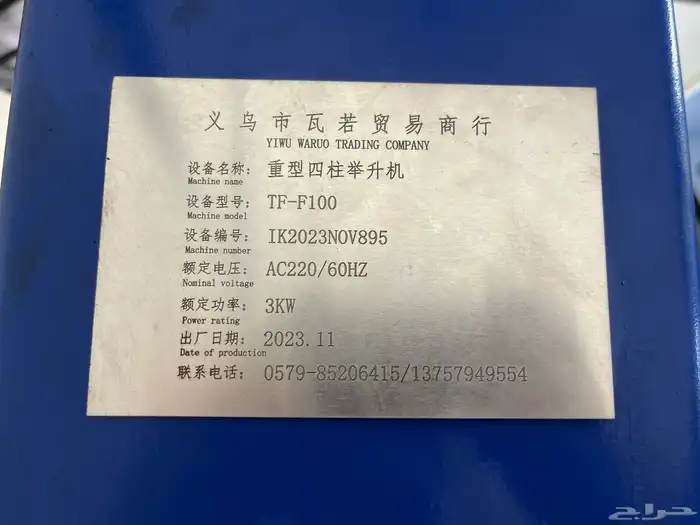 义乌市瓦若贸易商行
YIWU WARUO TRADING COMPANY
设备名称: 重型四柱举升机
Machine name
设备型号: TF-F100
Machine model
设备编号: IK2023NOV895
Machine number
额定电压: AC220/60HZ
Nominal voltage
额定功率: 3KW
Power rating
出厂日期: 2023.11
Date of production
联系电话: 0579-85206415/13757949554
حراج